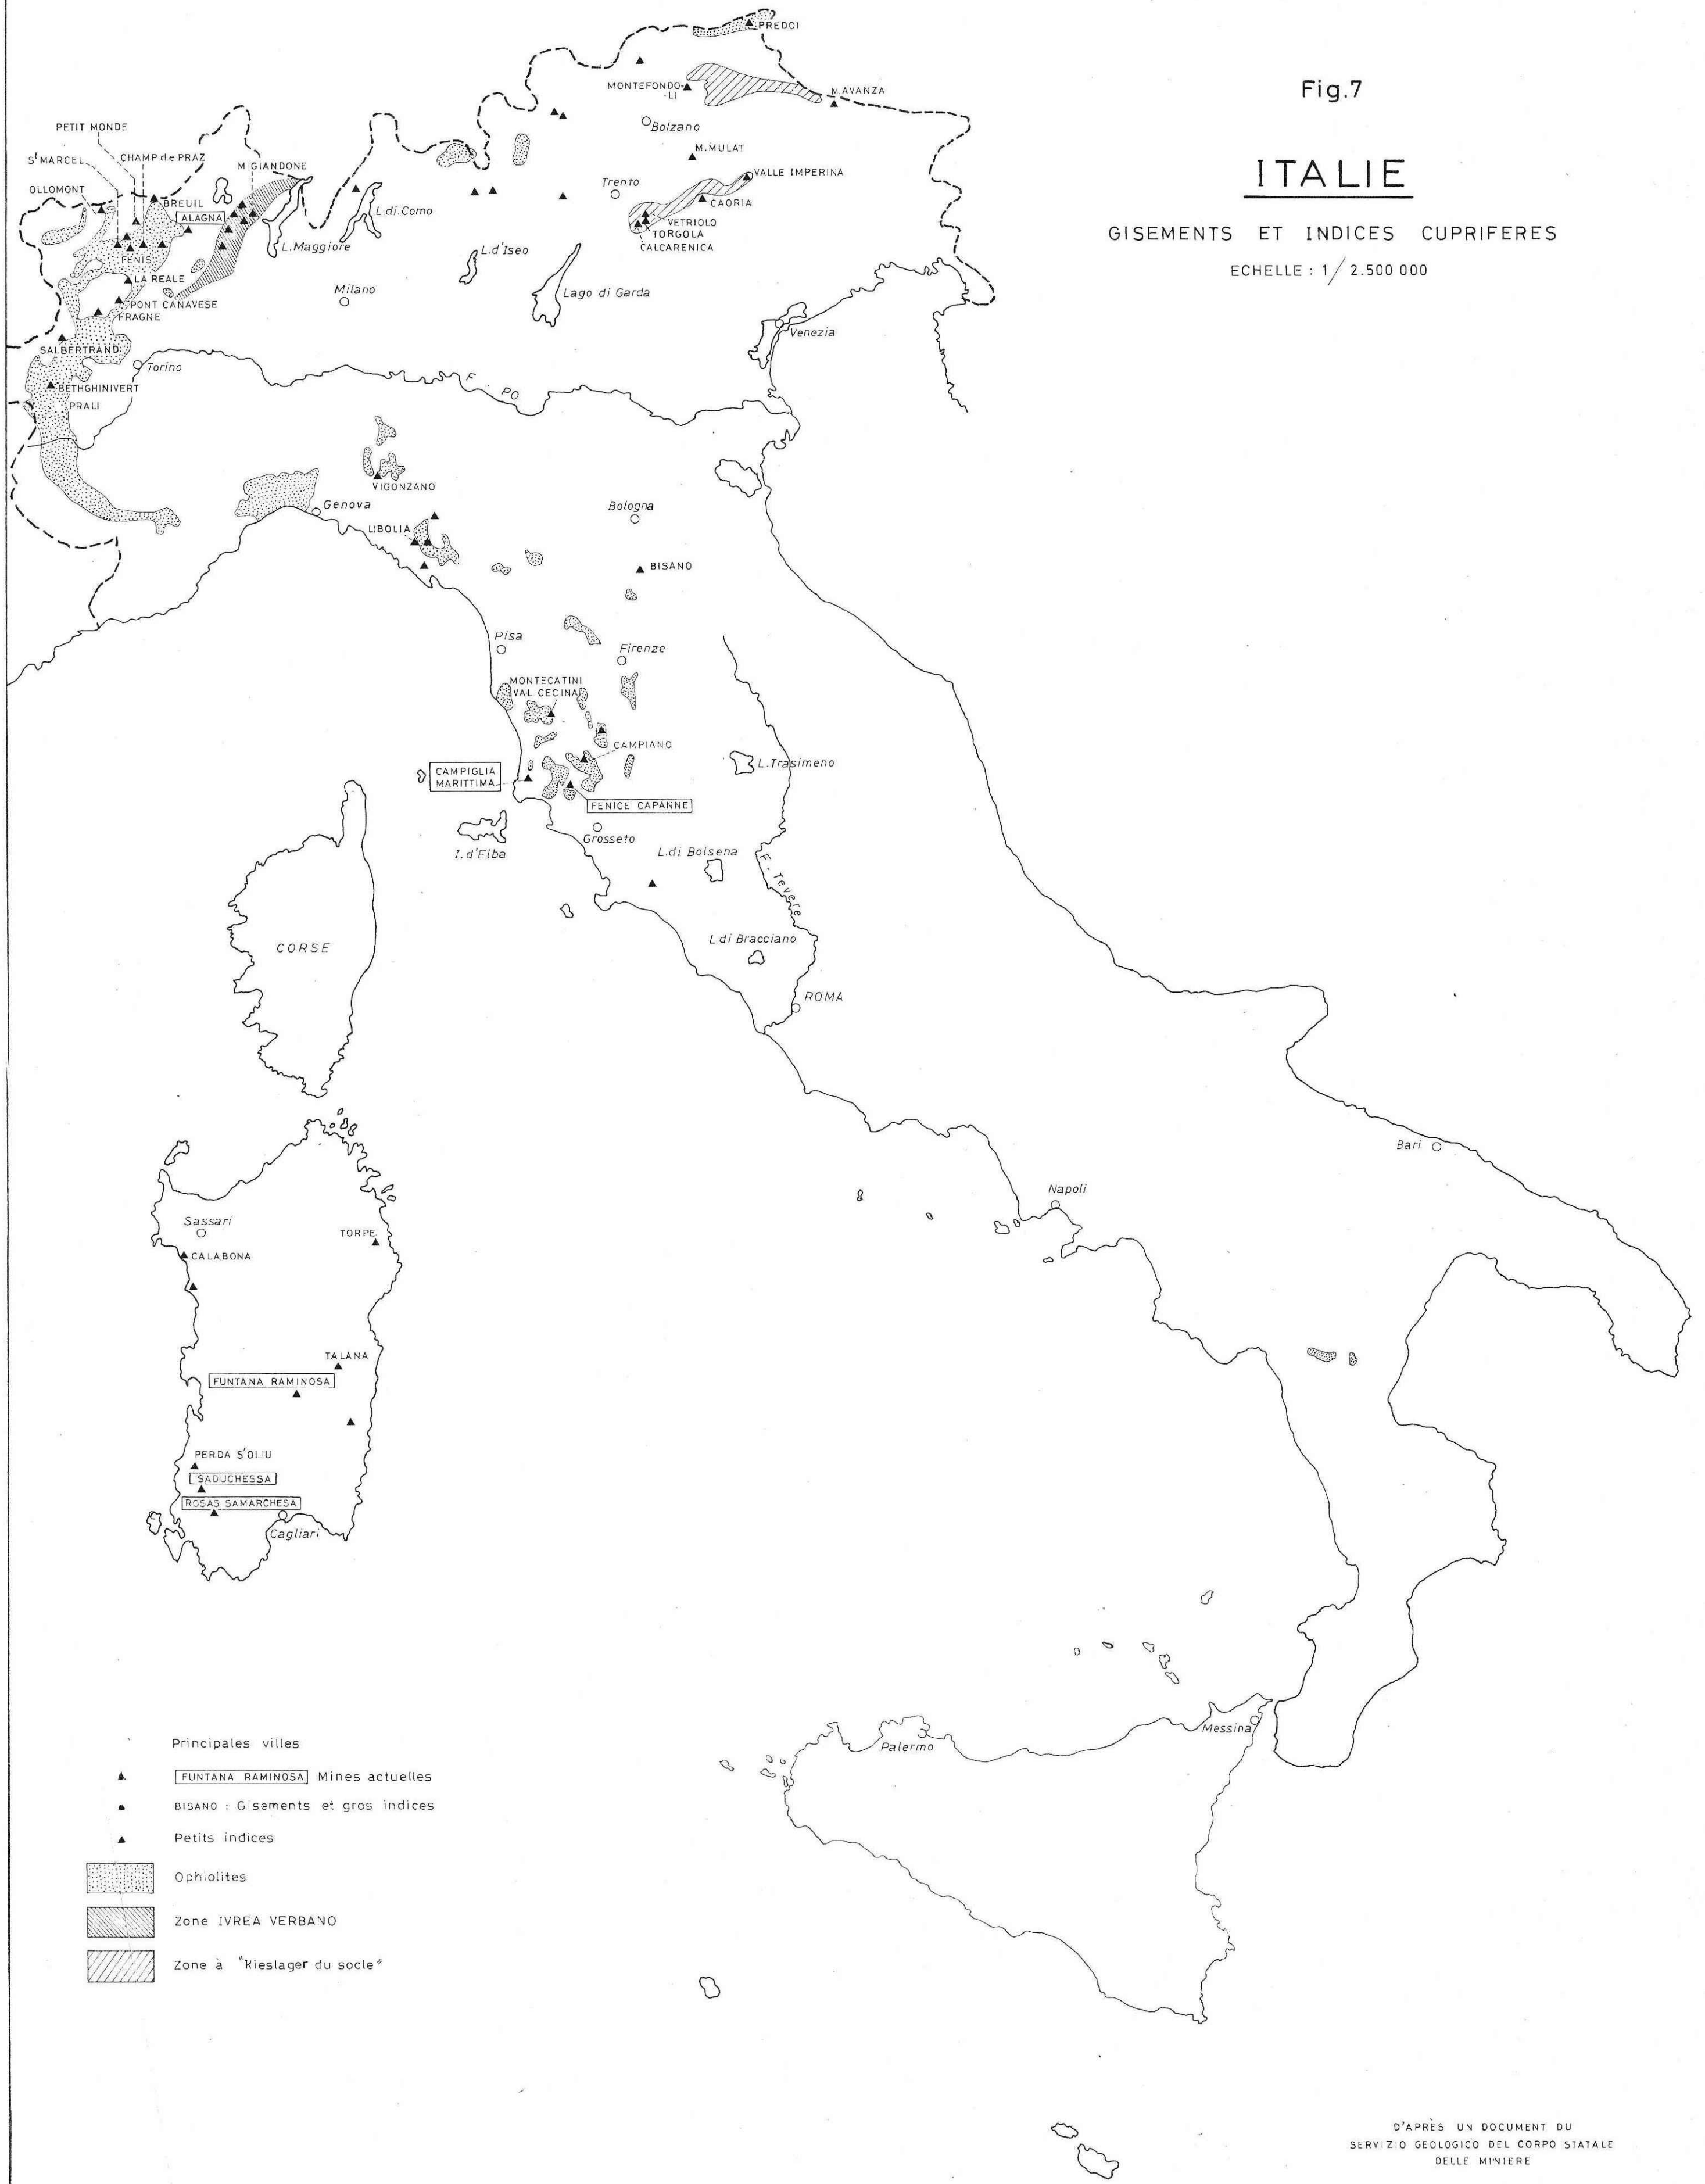 Fig.7
ITALIE
GISEMENTS ET INDICES CUPRIFERES
ECHELLE : 1/ 2.500 000
PREDOI
MONTEFONDO-
-LI
M.AVANZA
Bolzano
M.MULAT
Trento
VALLE IMPERINA
CAORIA
VETRIOLO
TORGOLA
CALCARENICA
PETIT MONDE
St MARCEL
CHAMP de PRAZ
MIGIANDONE
OLLOMONT
BREUIL
ALAGNA
L.di.Como
L.Maggiore
FENIS
L.d'Iseo
LA REALE
Milano
Lago di Garda
PONT CANAVESE
FRAGNE
Venezia
SALBERTRAND
Torino
BETHGHINIVERT
PRALI
F - PO
VIGONZANO
Genova
Bologna
LIBOLIA
BISANO
Pisa
Firenze
MONTECATINI
VAL CECINA
CAMPIANO
L.Trasimeno
CAMPIGLIA
MARITTIMA
FENICE CAPANNE
Grosseto
I.d'Elba
L.di Bolsena
F. Tevere
CORSE
L.di Bracciano
ROMA
Bari
Napoli
Sassari
TORPE
CALABONA
TALANA
FUNTANA RAMINOSA
PERDA S'OLIU
SADUCHESSA
ROSAS SAMARCHESA
Cagliari
Messina
Palermo
Principales villes
FUNTANA RAMINOSA Mines actuelles
BISANO : Gisements et gros indices
Petits indices
Ophiolites
Zone IVREA VERBANO
Zone à "Kieslager du socle"
D'APRÈS UN DOCUMENT DU
SERVIZIO GEOLOGICO DEL CORPO STATALE
DELLE MINIERE